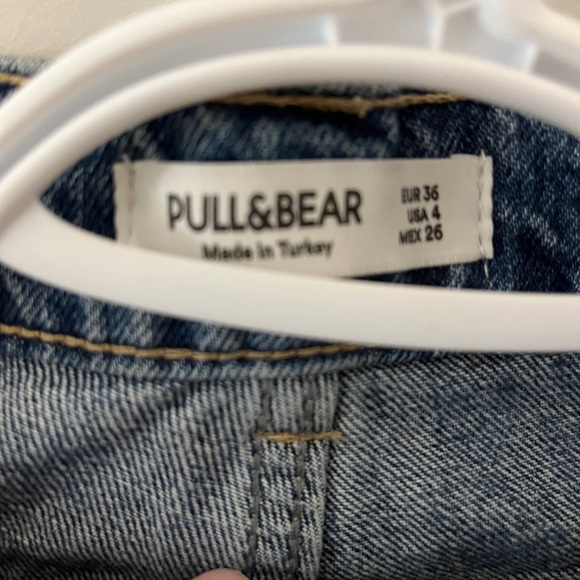 PULL&BEAR
Made in Turkey
EUR 36
USA 4
MEX 26